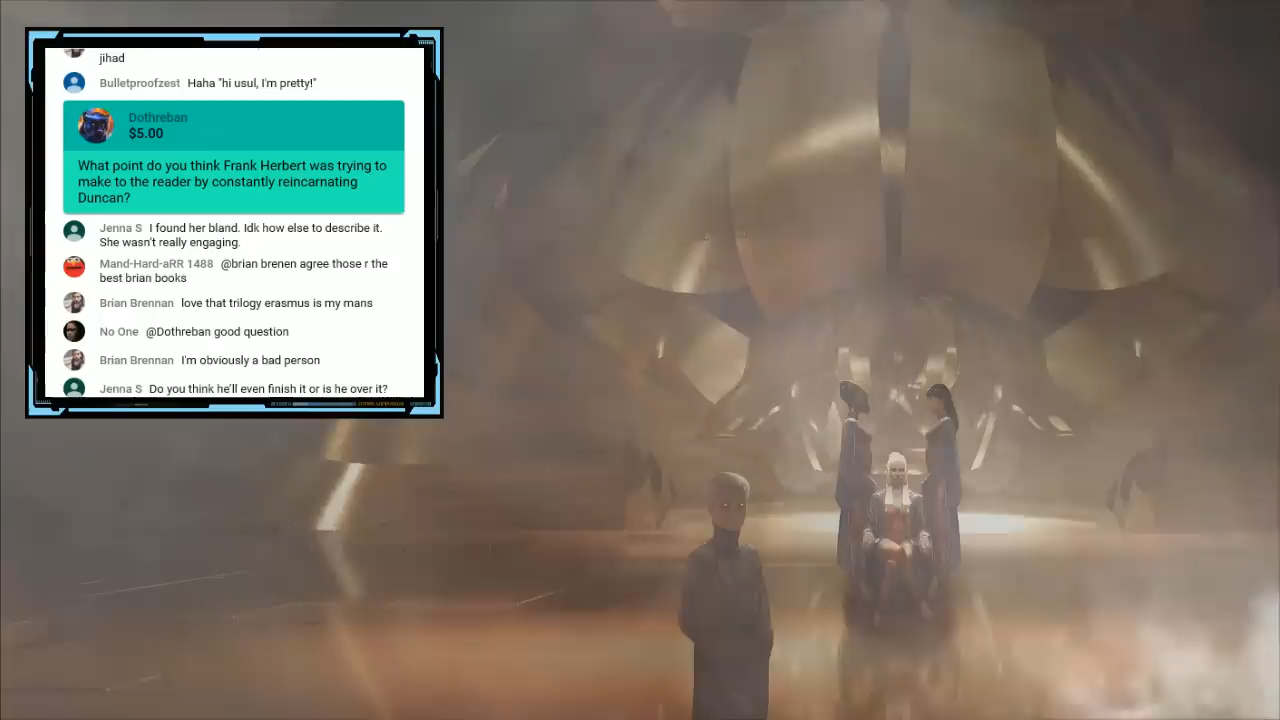 jihad
Bulletproofzest Haha "hi usul, I'm pretty!"
Dothreban
$5.00
What point do you think Frank Herbert was trying to
make to the reader by constantly reincarnating
Duncan?
Jenna S I found her bland. Idk how else to describe it.
She wasn't really engaging.
Mand-Hard-aRR 1488 @brian brenen agree those r the
best brian books
Brian Brennan love that trilogy erasmus is my mans
No One @Dothreban good question
Brian Brennan I'm obviously a bad person
Jenna S Do you think he'll even finish it or is he over it?